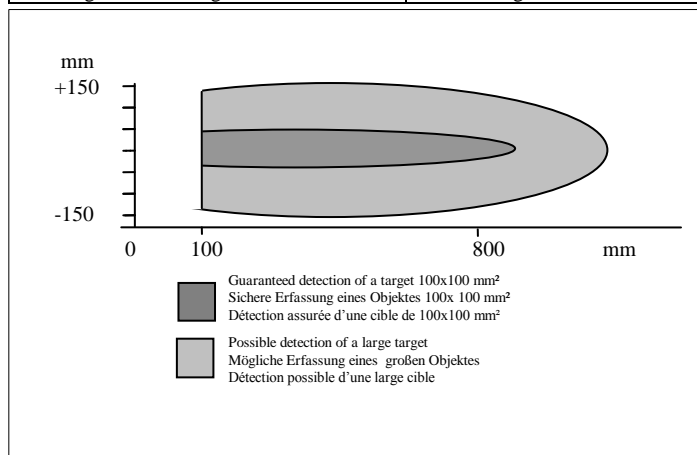 mm
+150
-150
0 100 800 mm
Guaranteed detection of a target 100x100 mm²
Sichere Erfassung eines Objektes 100x 100 mm²
Détection assurée d’une cible de 100x100 mm²
Possible detection of a large target
Mögliche Erfassung eines großen Objektes
Détection possible d’une large cible